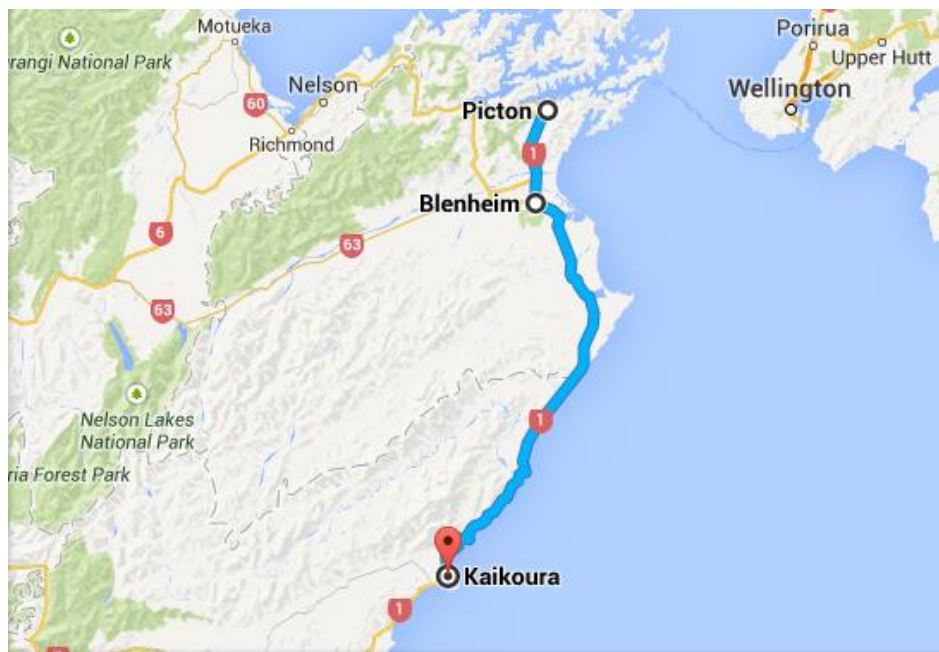 Motueka
Porirua
Upper Hutt
urangi National Park
Nelson
60
Wellington
Picton
Richmond
1
Blenheim
6
63
63
Nelson Lakes
National Park
1
ria Forest Park
Kaikoura
1